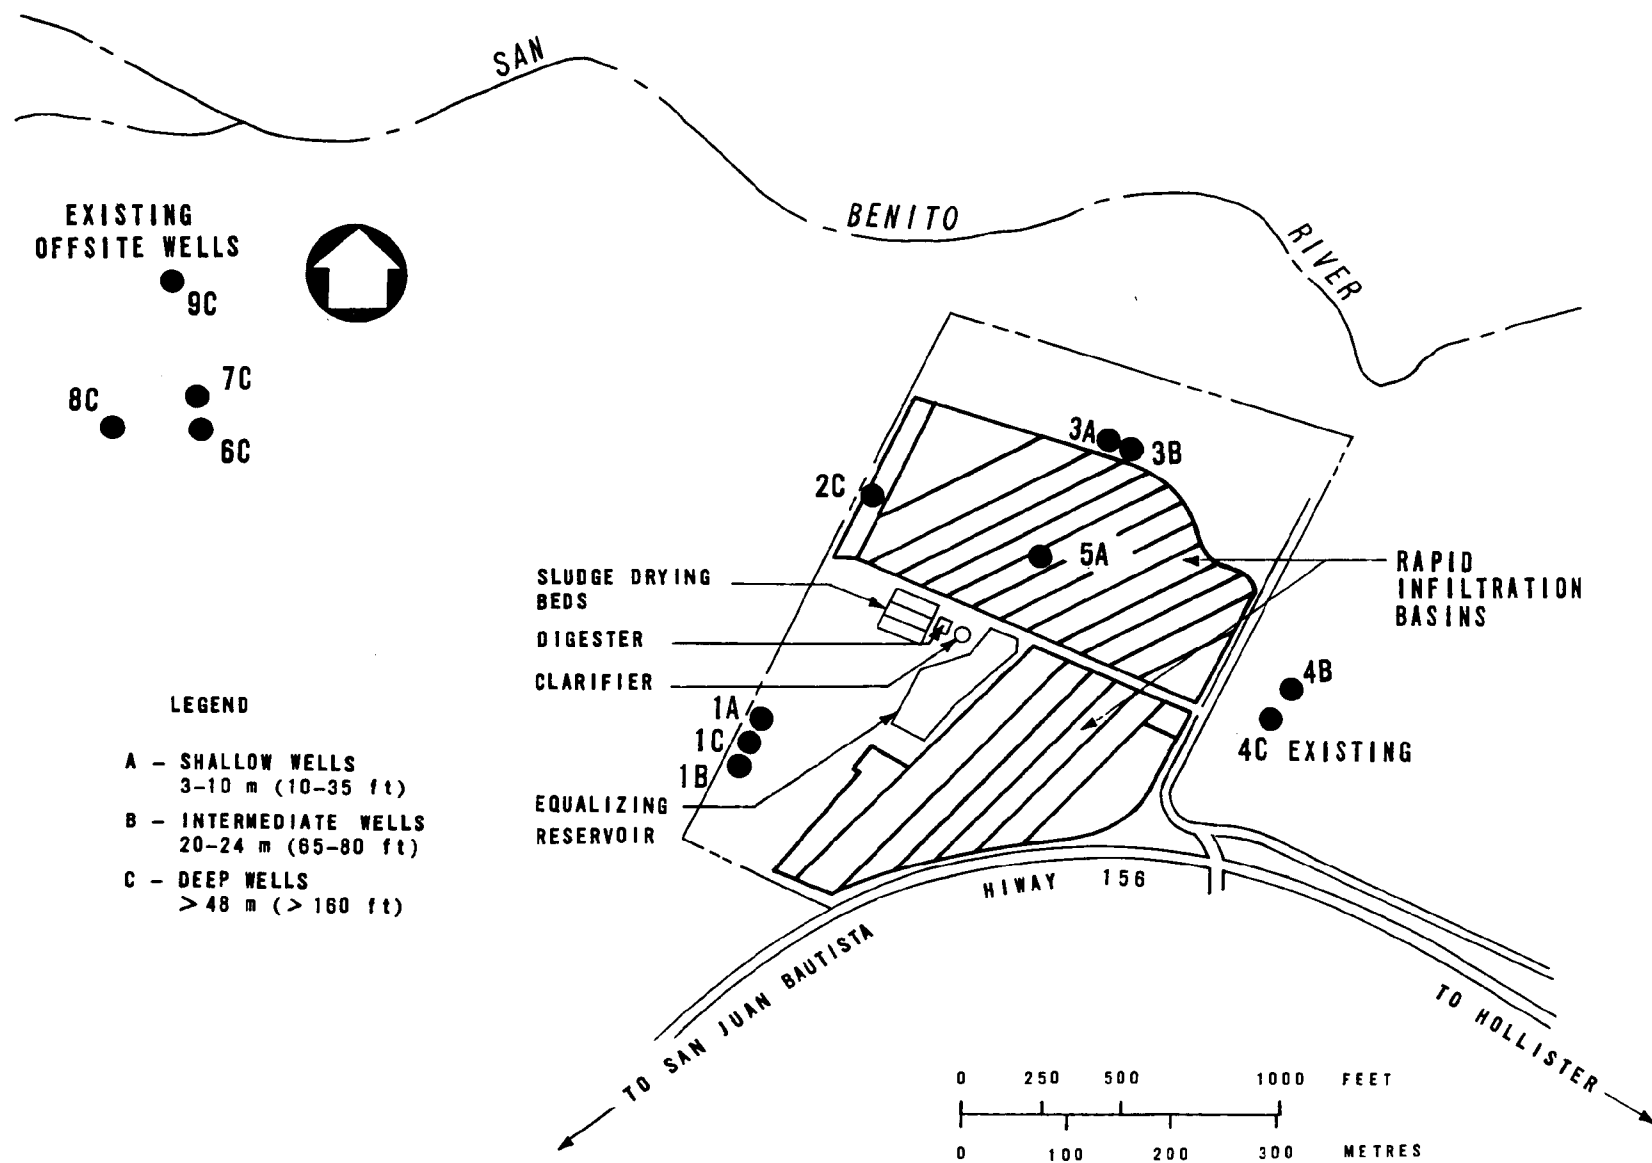 SAN
BENITO
RIVER
EXISTING
OFFSITE WELLS
9C
7C
8C
6C
3A
3B
2C
5A
SLUDGE DRYING
BEDS
RAPID
INFILTRATION
BASINS
DIGESTER
CLARIFIER
4B
LEGEND
1A
1C
4C EXISTING
1B
A - SHALLOW WELLS
3-10 m (10-35 ft)
EQUALIZING
RESERVOIR
B - INTERMEDIATE WELLS
20-24 m (65-80 ft)
C - DEEP WELLS
> 48 m (> 160 ft)
HIWAY 156
TO SAN JUAN BAUTISTA
TO HOLLISTER
0 250 500 1000 FEET
0 100 200 300 METRES